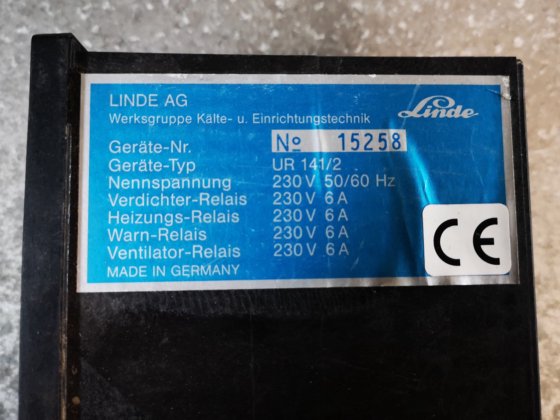 LINDE AG
Linde
Werksgruppe Kälte- u. Einrichtungstechnik
Geräte-Nr. Nº 15258
Geräte-Typ UR 141/2
Nennspannung 230 V 50/60 Hz
Verdichter-Relais 230 V 6 A
Heizungs-Relais 230 V 6 A
Warn-Relais 230 V 6 A
Ventilator-Relais 230 V 6 A
MADE IN GERMANY
CE